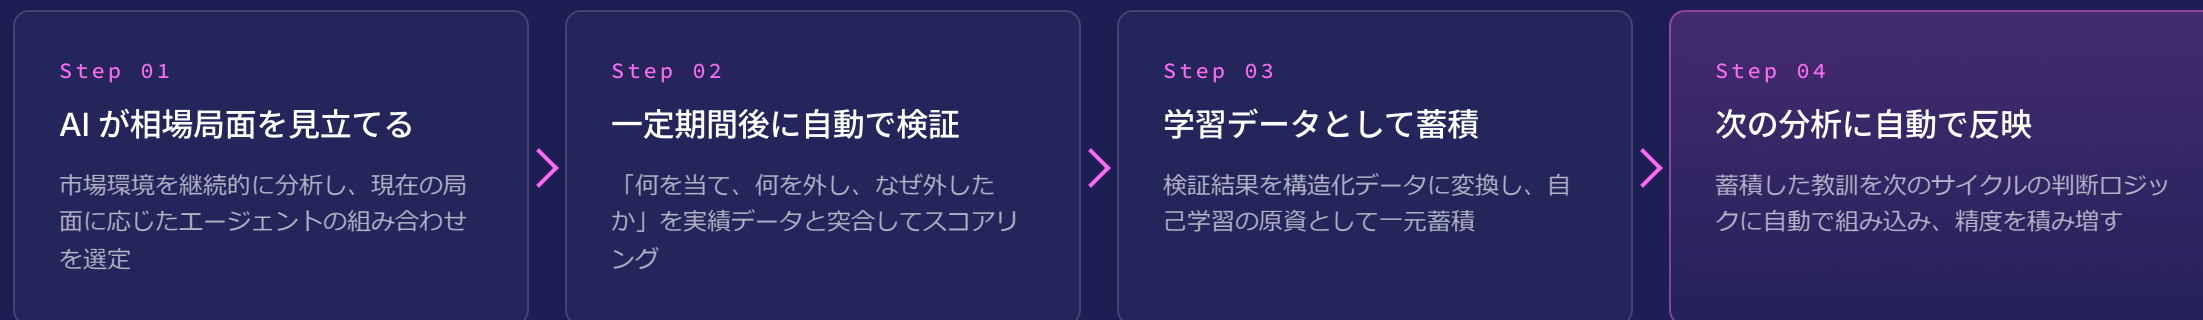 Step 01
AI が相場局面を見立てる
市場環境を継続的に分析し、現在の局
面に応じたエージェントの組み合わせ
を選定
Step 02
一定期間後に自動で検証
「何を当て、何を外し、なぜ外した
か」を実績データと突合してスコアリ
ング
Step 03
学習データとして蓄積
検証結果を構造化データに変換し、自
己学習の原資として一元蓄積
Step 04
次の分析に自動で反映
蓄積した教訓を次のサイクルの判断ロジッ
クに自動で組み込み、精度を積み増す